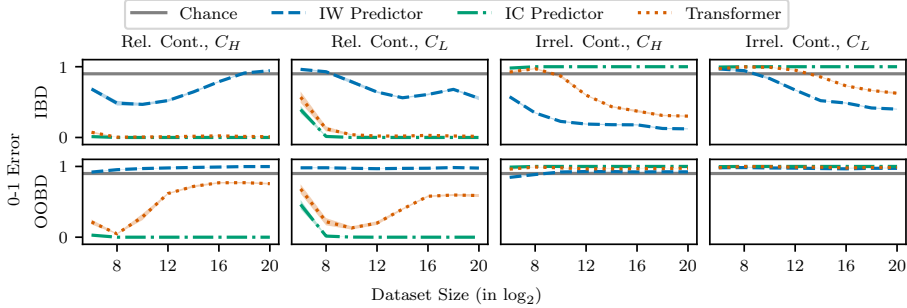 Chance IW Predictor IC Predictor Transformer
Rel. Cont., C_H Rel. Cont., C_L Irrel. Cont., C_H Irrel. Cont., C_L
0-1 Error
IBD
1
0
OOBD
1
0
8 12 16 20 8 12 16 20 8 12 16 20 8 12 16 20
Dataset Size (in log_2)